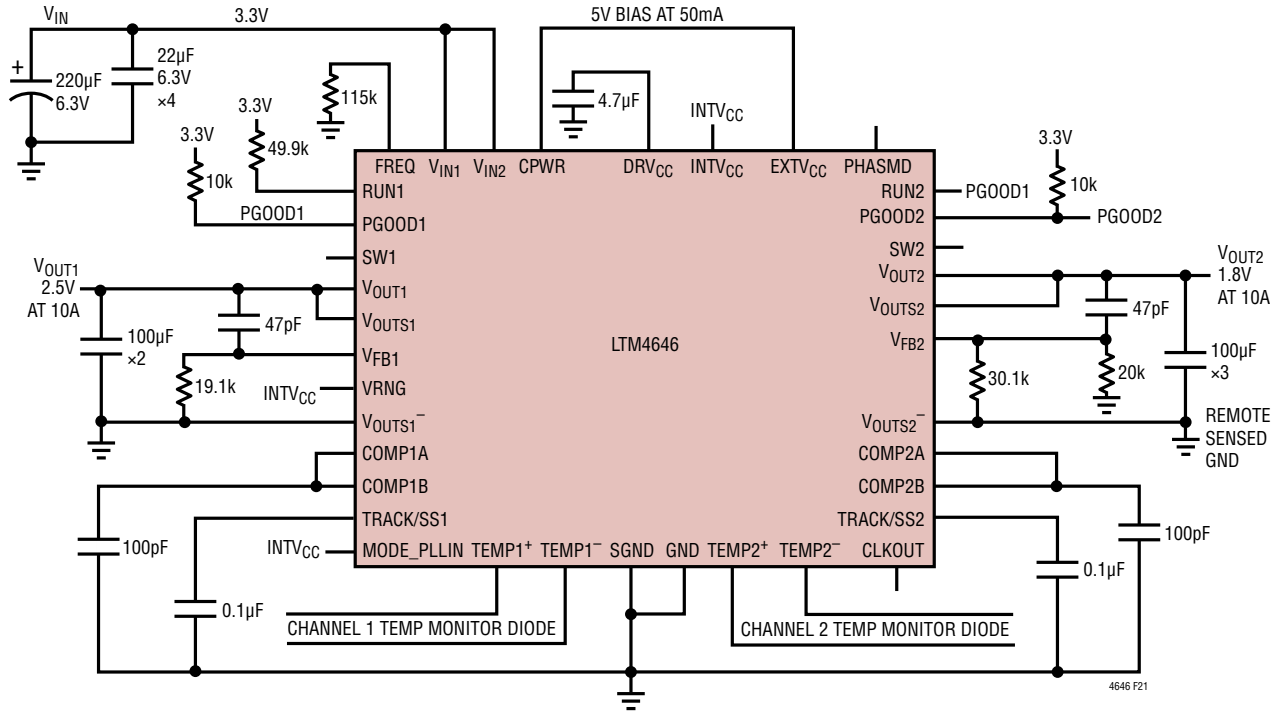 VIN
3.3V
5V BIAS AT 50mA
+
220µF
6.3V
22µF
6.3V
×4
115k
4.7µF
INTVCC
3.3V
49.9k
3.3V
10k
3.3V
10k
FREQ
VIN1
VIN2
CPWR
DRVCC
INTVCC
EXTVCC
PHASMD
RUN1
RUN2
PGOOD1
PGOOD1
PGOOD1
PGOOD2
PGOOD2
SW1
SW2
VOUT1
2.5V
AT 10A
VOUT1
VOUT2
VOUT2
1.8V
AT 10A
VOUTS1
VOUTS2
47pF
47pF
100µF
×2
VFB1
LTM4646
VFB2
100µF
×3
19.1k
30.1k
20k
INTVCC
VRNG
VOUTS1–
VOUTS2–
REMOTE
SENSED
GND
COMP1A
COMP2A
COMP1B
COMP2B
TRACK/SS1
TRACK/SS2
100pF
100pF
INTVCC
MODE_PLLIN
TEMP1+
TEMP1–
SGND
GND
TEMP2+
TEMP2–
CLKOUT
0.1µF
0.1µF
CHANNEL 1 TEMP MONITOR DIODE
CHANNEL 2 TEMP MONITOR DIODE
4646 F21